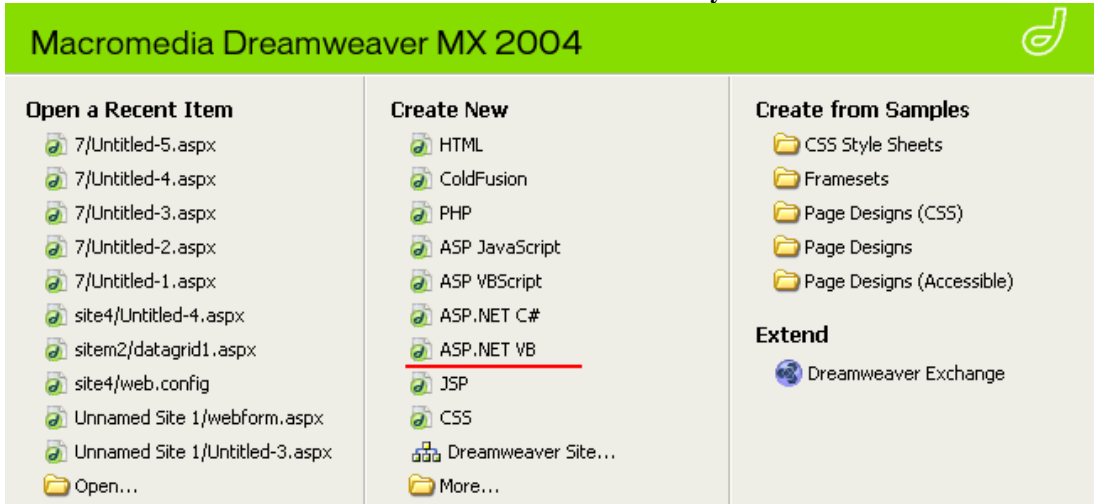 Macromedia Dreamweaver MX 2004
Open a Recent Item
7/Untitled-5.aspx
7/Untitled-4.aspx
7/Untitled-3.aspx
7/Untitled-2.aspx
7/Untitled-1.aspx
site4/Untitled-4.aspx
sitem2/datagrid1.aspx
site4/web.config
Unnamed Site 1/webform.aspx
Unnamed Site 1/Untitled-3.aspx
Open...
Create New
HTML
ColdFusion
PHP
ASP JavaScript
ASP VBScript
ASP.NET C#
ASP.NET VB
JSP
CSS
Dreamweaver Site...
More...
Create from Samples
CSS Style Sheets
Framesets
Page Designs (CSS)
Page Designs
Page Designs (Accessible)
Extend
Dreamweaver Exchange